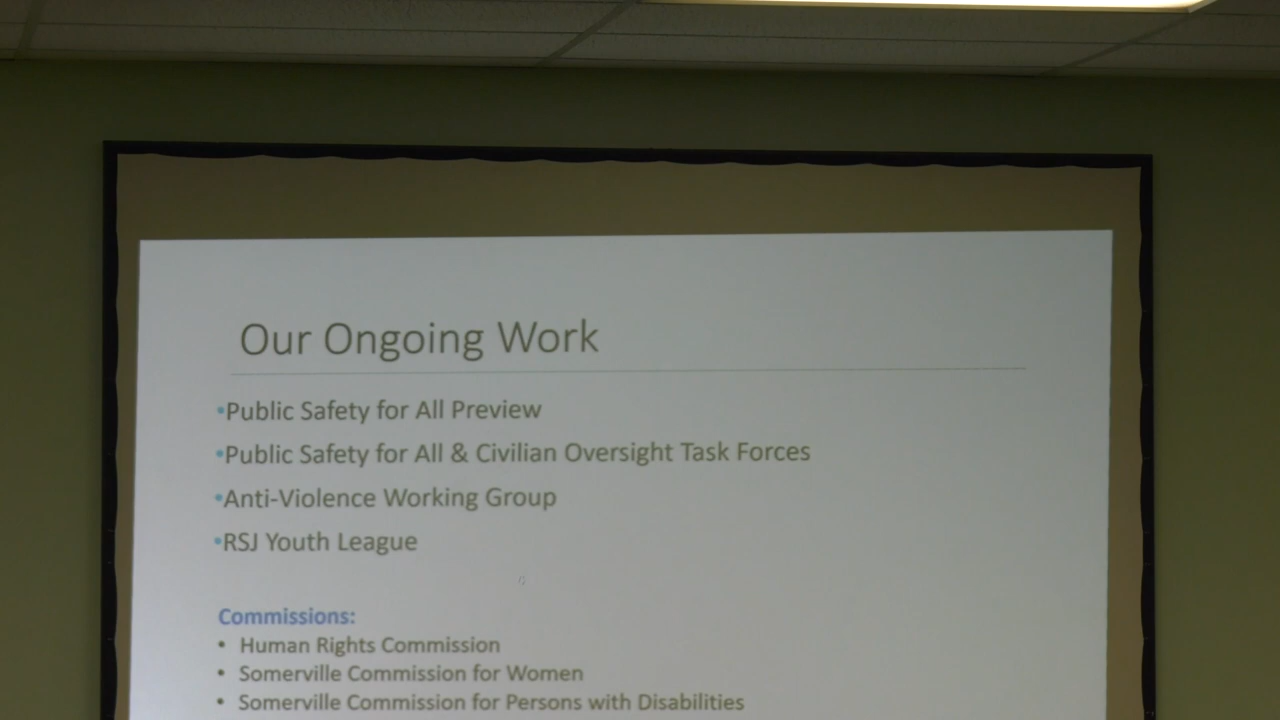 Our Ongoing Work
•Public Safety for All Preview
•Public Safety for All & Civilian Oversight Task Forces
•Anti-Violence Working Group
•RSJ Youth League
Commissions:
• Human Rights Commission
• Somerville Commission for Women
• Somerville Commission for Persons with Disabilities